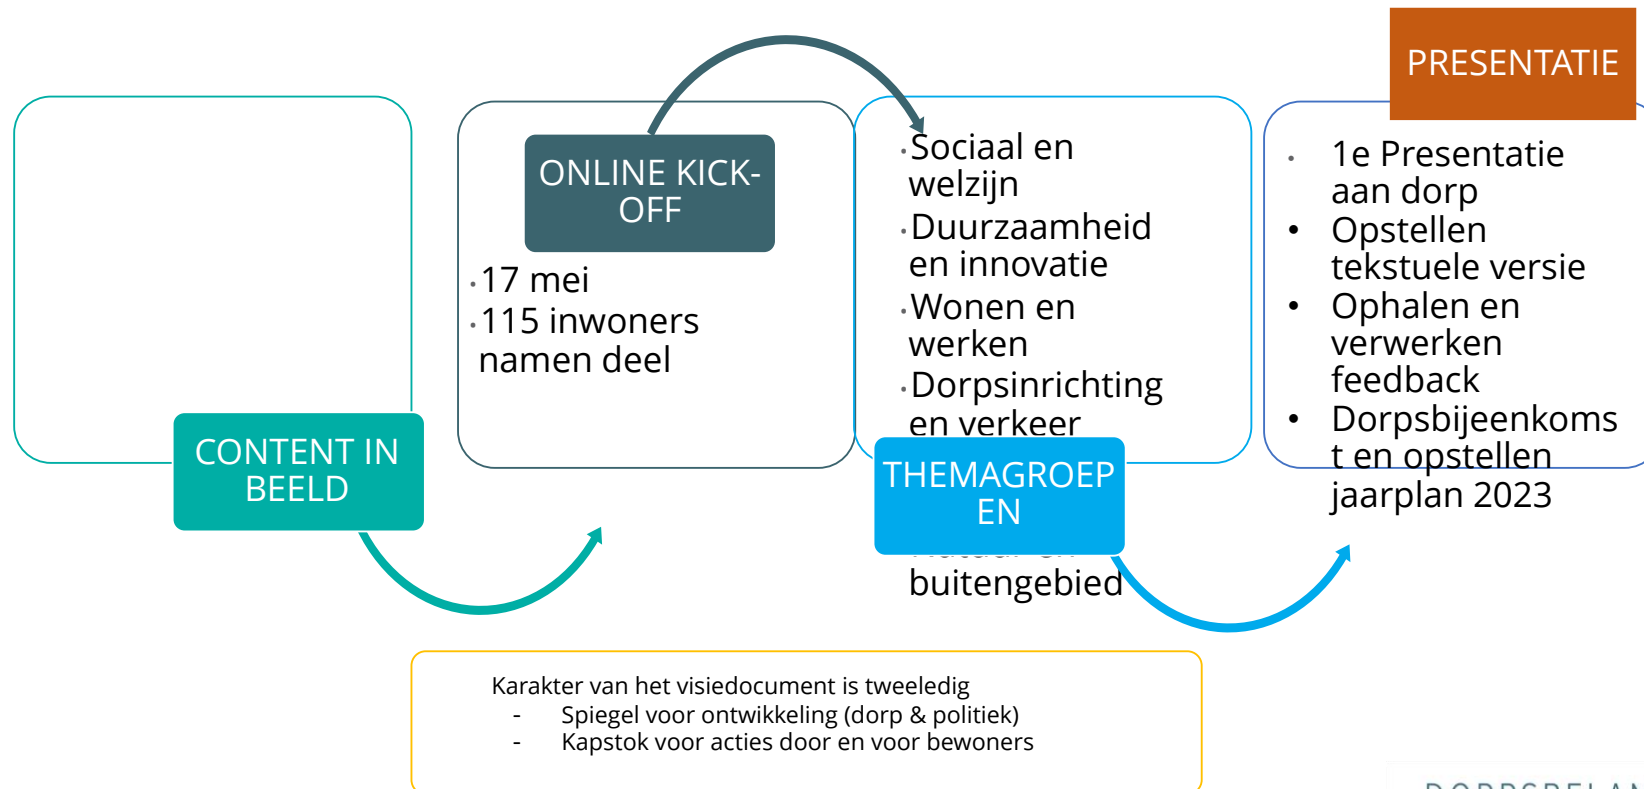 PRESENTATIE
CONTENT IN
BEELD
ONLINE KICK-
OFF
·17 mei
·115 inwoners
namen deel
·Sociaal en
welzijn
·Duurzaamheid
en innovatie
·Wonen en
werken
·Dorpsinrichting
en verkeer
THEMAGROEP
EN
buitengebied
· 1e Presentatie
aan dorp
• Opstellen
tekstuele versie
• Ophalen en
verwerken
feedback
• Dorpsbijeenkoms
t en opstellen
jaarplan 2023
Karakter van het visiedocument is tweeledig
- Spiegel voor ontwikkeling (dorp & politiek)
- Kapstok voor acties door en voor bewoners